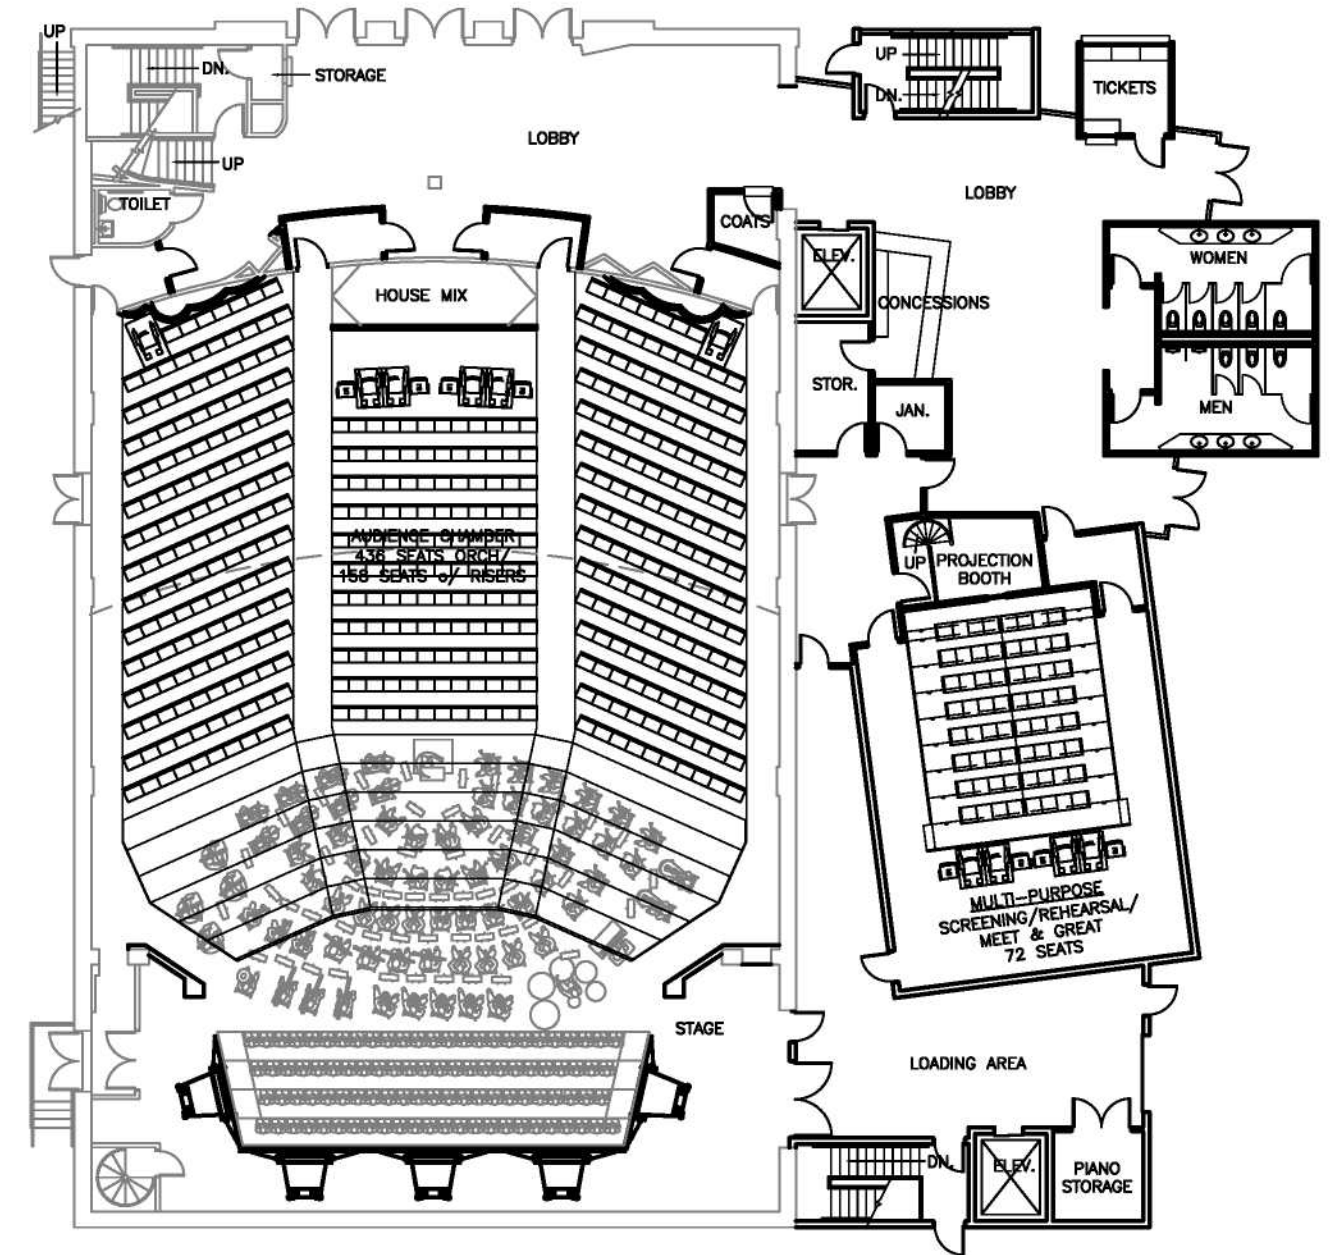 UP
DN.
STORAGE
UP
TICKETS
DN.
LOBBY
UP
TOILET
LOBBY
COATS
ELEV.
WOMEN
HOUSE MIX
CONCESSIONS
STOR.
JAN.
MEN
AUDIENCE CHAMBER
436 SEATS ORCH/
158 SEATS o/ RISERS
UP
PROJECTION
BOOTH
MULTI-PURPOSE
SCREENING/REHEARSAL/
MEET & GREAT
72 SEATS
STAGE
LOADING AREA
DN.
ELEV.
PIANO
STORAGE